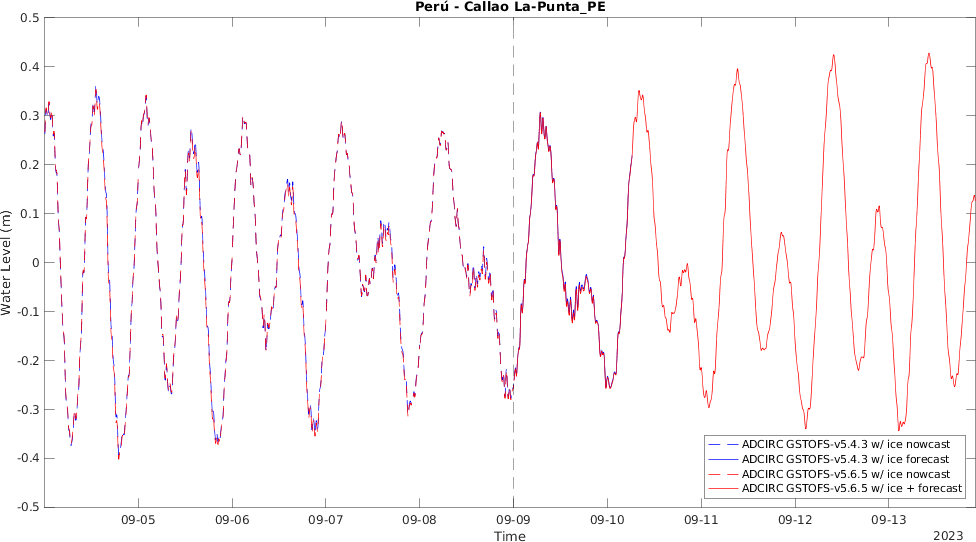 Perú - Callao La-Punta_PE
0.5
0.4
0.3
0.2
0.1
0
-0.1
-0.2
-0.3
-0.4
-0.5
Water Level (m)
ADCIRC GSTOFS-v5.4.3 w/ ice nowcast
ADCIRC GSTOFS-v5.4.3 w/ ice forecast
ADCIRC GSTOFS-v5.6.5 w/ ice nowcast
ADCIRC GSTOFS-v5.6.5 w/ ice + forecast
09-05 09-06 09-07 09-08 09-09 09-10 09-11 09-12 09-13
Time
2023